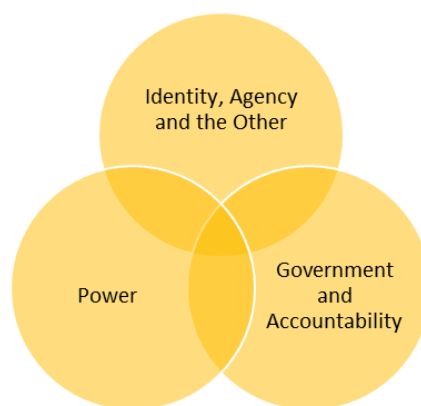 Identity, Agency
and the Other
Power
Government
and
Accountability